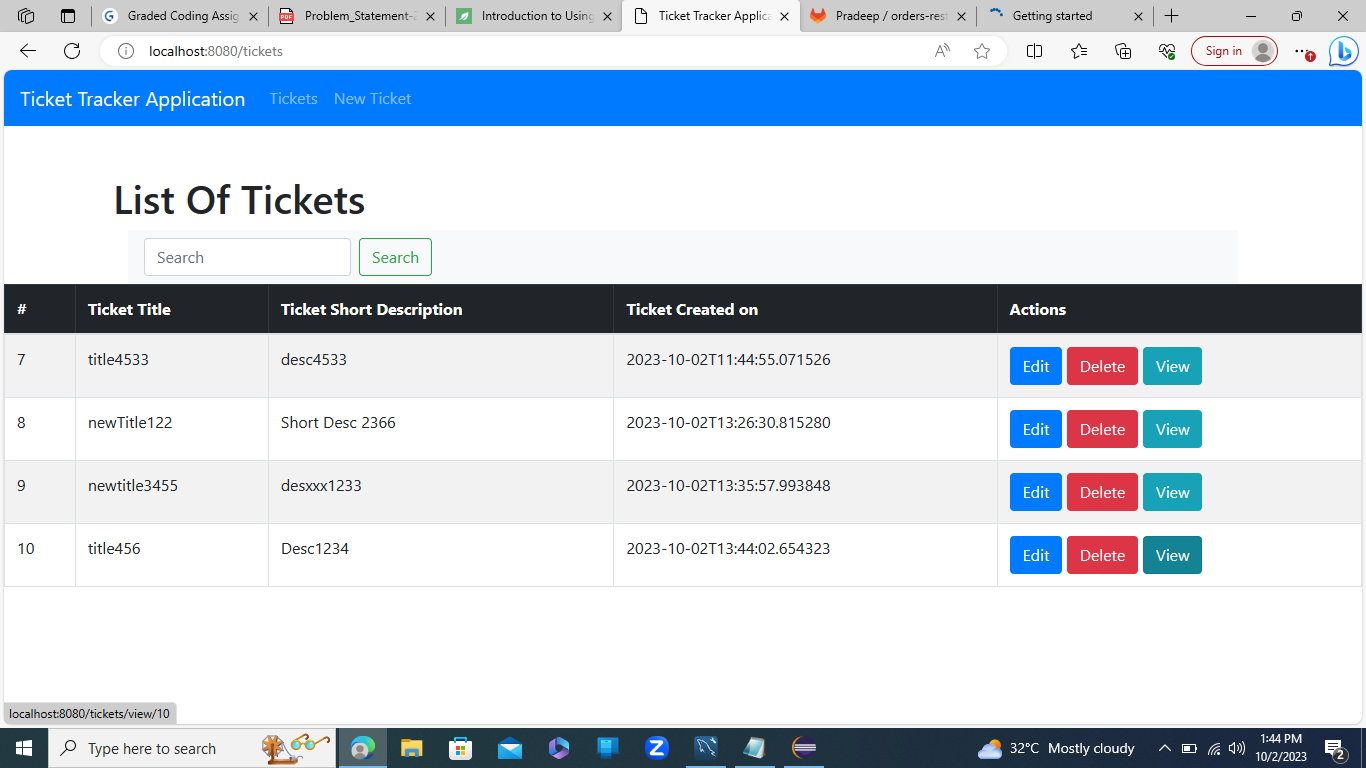 Graded Coding Assig
Problem_Statement-
Introduction to Using
Ticket Tracker Applica
Pradeep / orders-rest
Getting started
localhost:8080/tickets
Sign in
Ticket Tracker Application Tickets New Ticket
List Of Tickets
Search Search
# Ticket Title Ticket Short Description Ticket Created on Actions
7 title4533 desc4533 2023-10-02T11:44:55.071526 Edit Delete View
8 newTitle122 Short Desc 2366 2023-10-02T13:26:30.815280 Edit Delete View
9 newtitle3455 desxxx1233 2023-10-02T13:35:57.993848 Edit Delete View
10 title456 Desc1234 2023-10-02T13:44:02.654323 Edit Delete View
localhost:8080/tickets/view/10
Type here to search
32°C Mostly cloudy
1:44 PM
10/2/2023
2